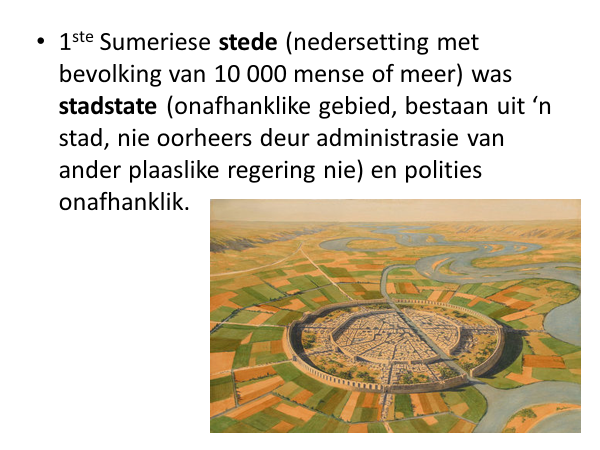 • 1ste Sumeriese stede (nedersetting met
bevolking van 10 000 mense of meer) was
stadstate (onafhanklike gebied, bestaan uit ‘n
stad, nie oorheers deur administrasie van
ander plaaslike regering nie) en polities
onafhanklik.